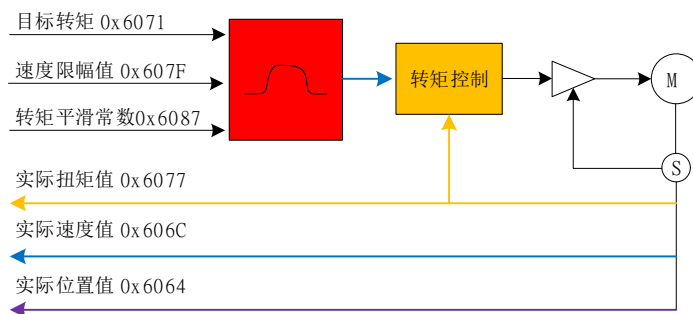 目标转矩 0x6071
速度限幅值 0x607F
转矩平滑常数0x6087
转矩控制
M
S
实际扭矩值 0x6077
实际速度值 0x606C
实际位置值 0x6064